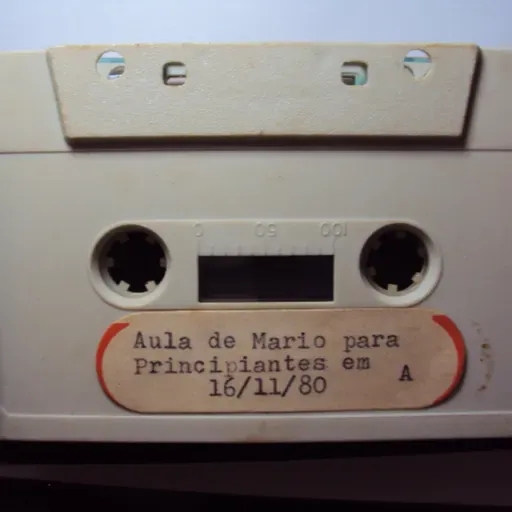 100 50 0
Aula de Mario para
Principiantes em
16/11/80 A